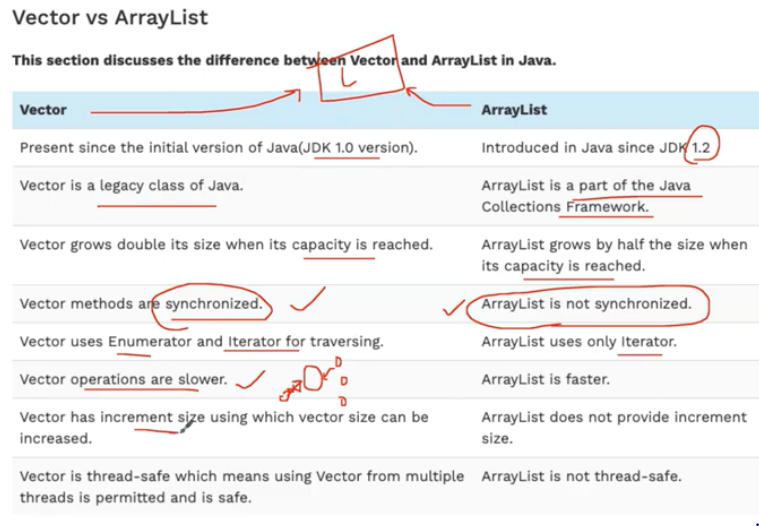 Vector vs ArrayList
This section discusses the difference between Vector and ArrayList in Java.
L
Vector ArrayList
Present since the initial version of Java(JDK 1.0 version). Introduced in Java since JDK 1.2
Vector is a legacy class of Java. ArrayList is a part of the Java
Collections Framework.
Vector grows double its size when its capacity is reached. ArrayList grows by half the size when
its capacity is reached.
Vector methods are synchronized. ArrayList is not synchronized.
Vector uses Enumerator and Iterator for traversing. ArrayList uses only Iterator.
Vector operations are slower. ArrayList is faster.
Vector has increment size using which vector size can be
increased.
ArrayList does not provide increment
size.
Vector is thread-safe which means using Vector from multiple
threads is permitted and is safe.
ArrayList is not thread-safe.